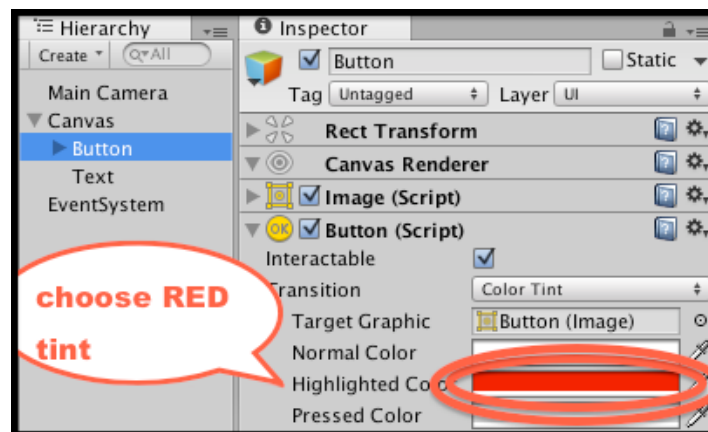 Hierarchy
Create
All
Main Camera
Canvas
Button
Text
EventSystem
Inspector
Button
Static
Tag Untagged Layer UI
Rect Transform
Canvas Renderer
Image (Script)
OK Button (Script)
Interactable
Transition Color Tint
Target Graphic Button (Image)
Normal Color
Highlighted Color
Pressed Color
choose RED
tint